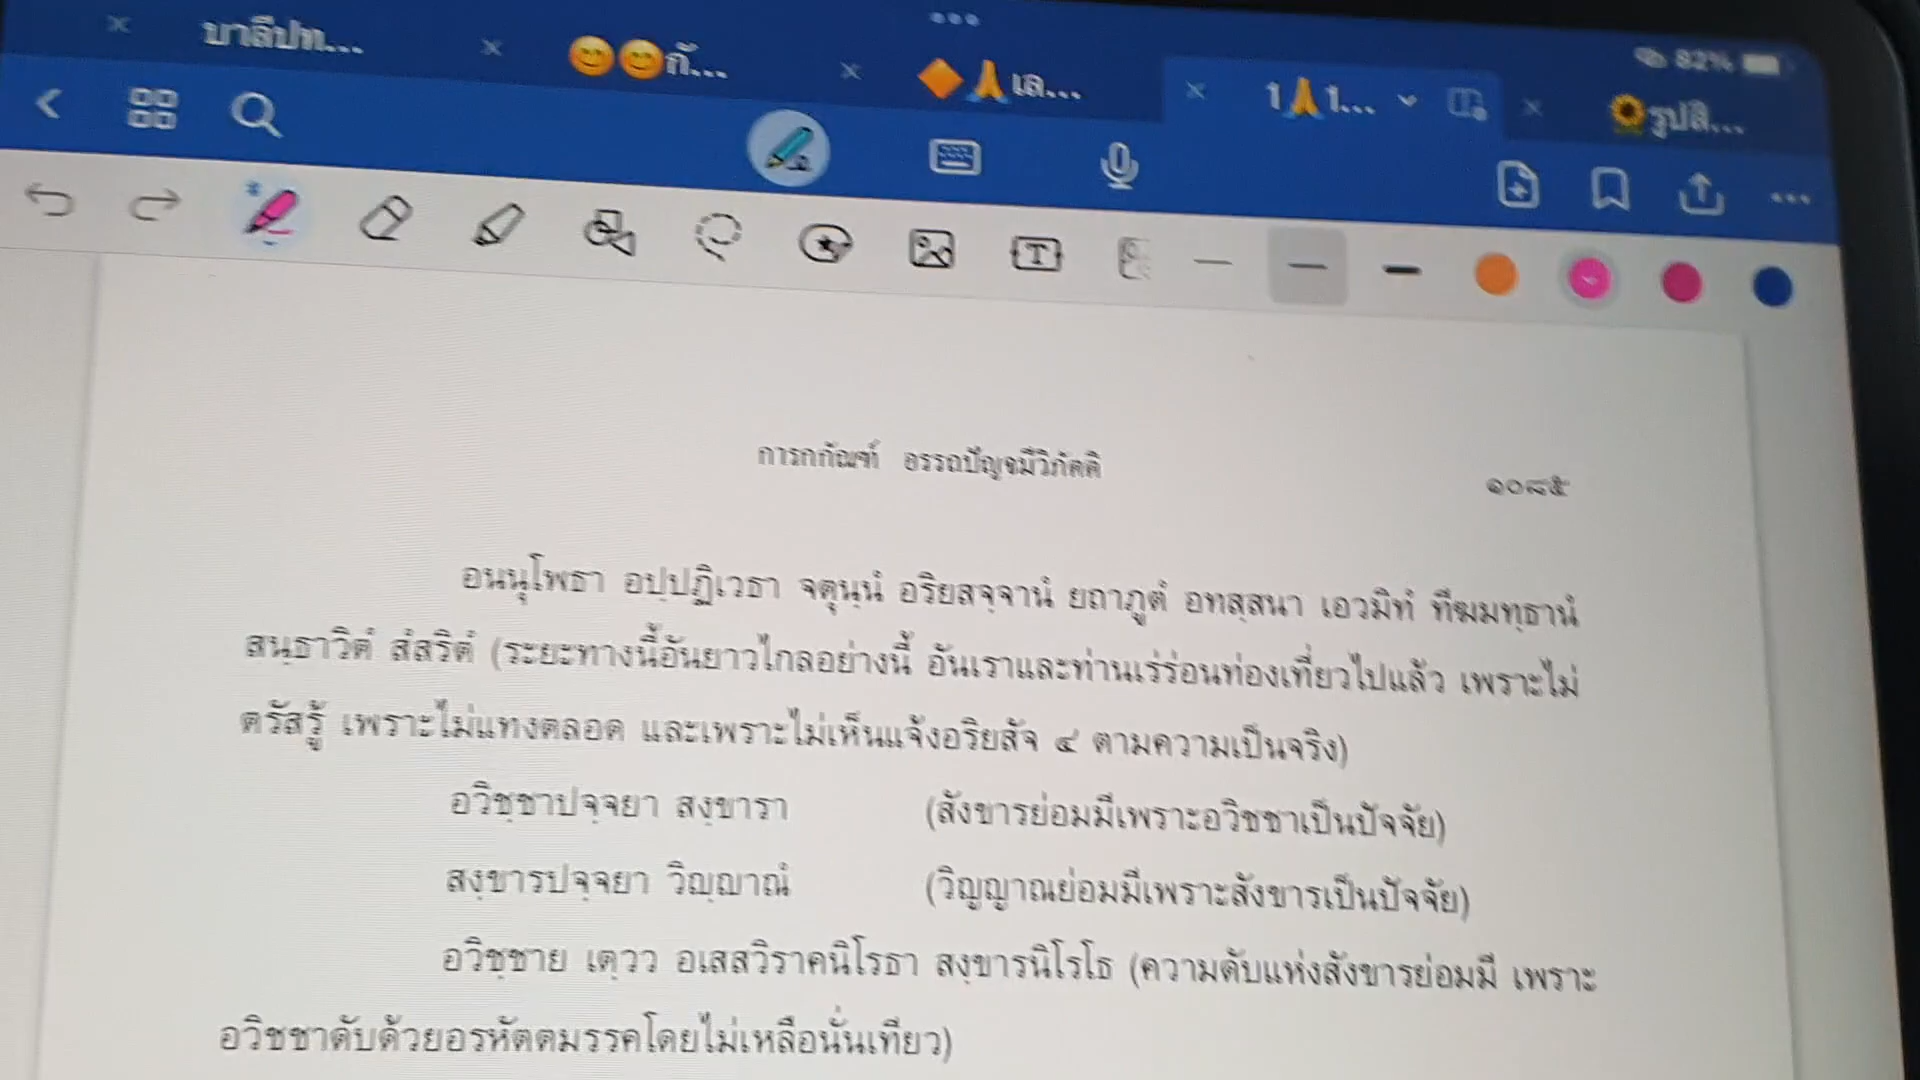 บาลีปท...
😊😊กั...
🔶🙏เล...
1🙏1...
🌻รูปสิ...
82%
การกกัณฑ์ อรรถปัญจมีวิภัตติ
๑๐๘๕
อนนุโพธา อปฺปฏิเวธา จตุนฺนํ อริยสจฺจานํ ยถาภูตํ อทสฺสนา เอวมิทํ ทีฆมทฺธานํ
สนฺธาวิตํ สํสริตํ (ระยะทางนี้อันยาวไกลอย่างนี้ อันเราและท่านเร่ร่อนท่องเที่ยวไปแล้ว เพราะไม่
ตรัสรู้ เพราะไม่แทงตลอด และเพราะไม่เห็นแจ้งอริยสัจ ๔ ตามความเป็นจริง)
อวิชฺชาปจฺจยา สงฺขารา (สังขารย่อมมีเพราะอวิชชาเป็นปัจจัย)
สงฺขารปจฺจยา วิญฺญาณํ (วิญญาณย่อมมีเพราะสังขารเป็นปัจจัย)
อวิชฺชาย เตฺวว อเสสวิราคนิโรธา สงฺขารนิโรโธ (ความดับแห่งสังขารย่อมมี เพราะ
อวิชชาดับด้วยอรหัตตมรรคโดยไม่เหลือนั่นเทียว)